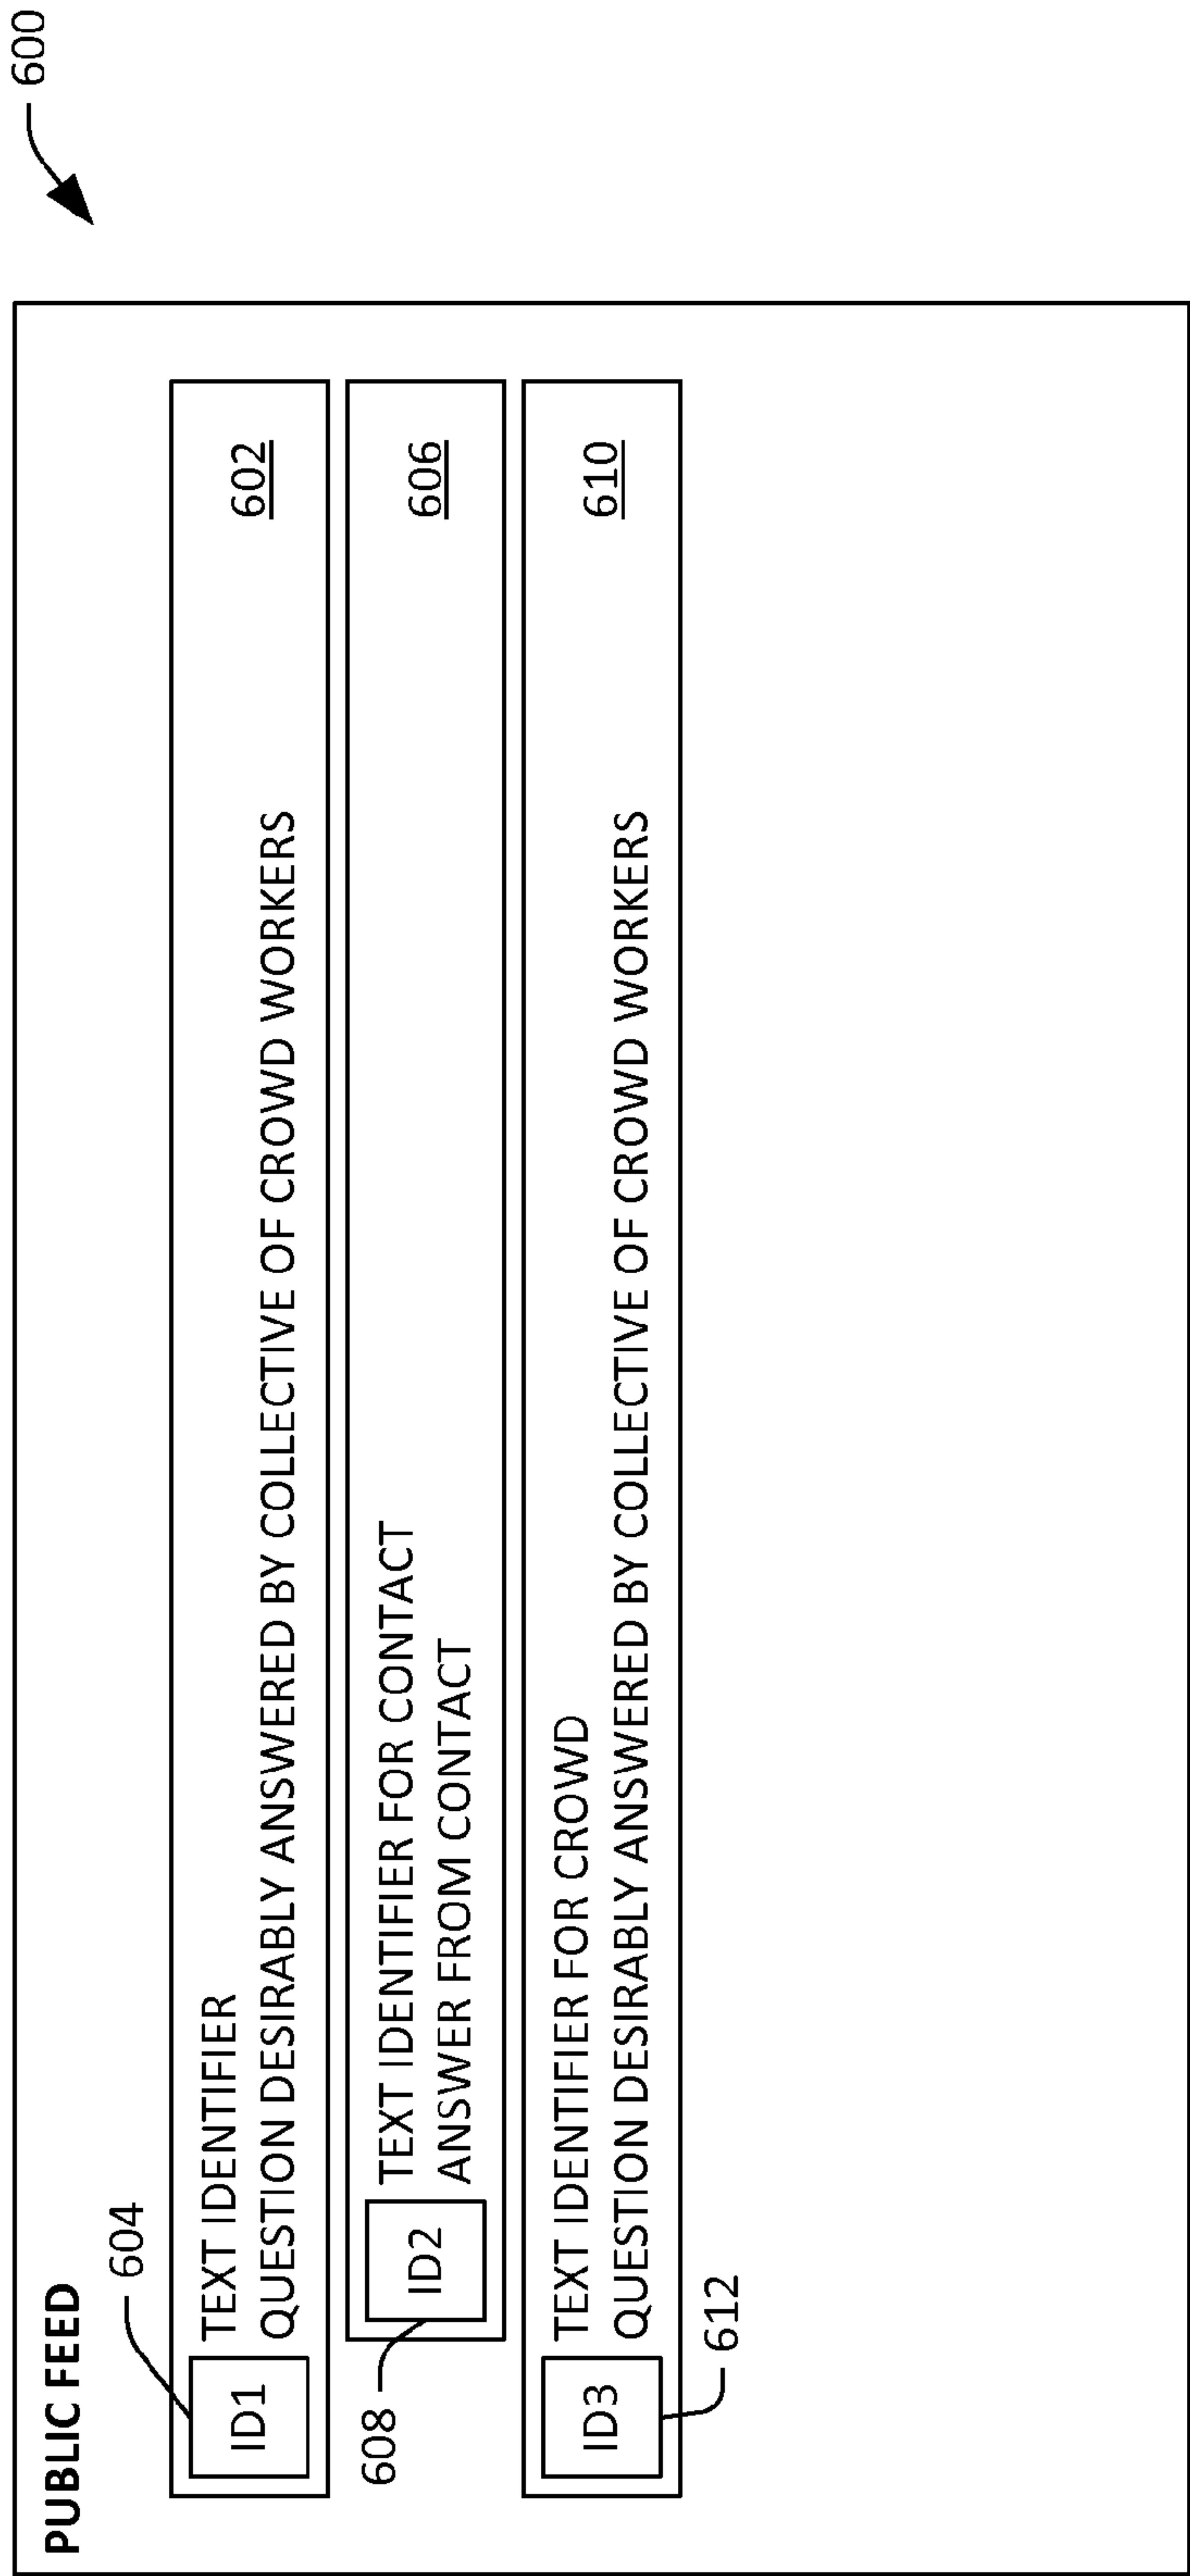 600
PUBLIC FEED
604
ID1
TEXT IDENTIFIER
QUESTION DESIRABLY ANSWERED BY COLLECTIVE OF CROWD WORKERS
602
608
ID2
TEXT IDENTIFIER FOR CONTACT
ANSWER FROM CONTACT
606
ID3
TEXT IDENTIFIER FOR CROWD
QUESTION DESIRABLY ANSWERED BY COLLECTIVE OF CROWD WORKERS
610
612